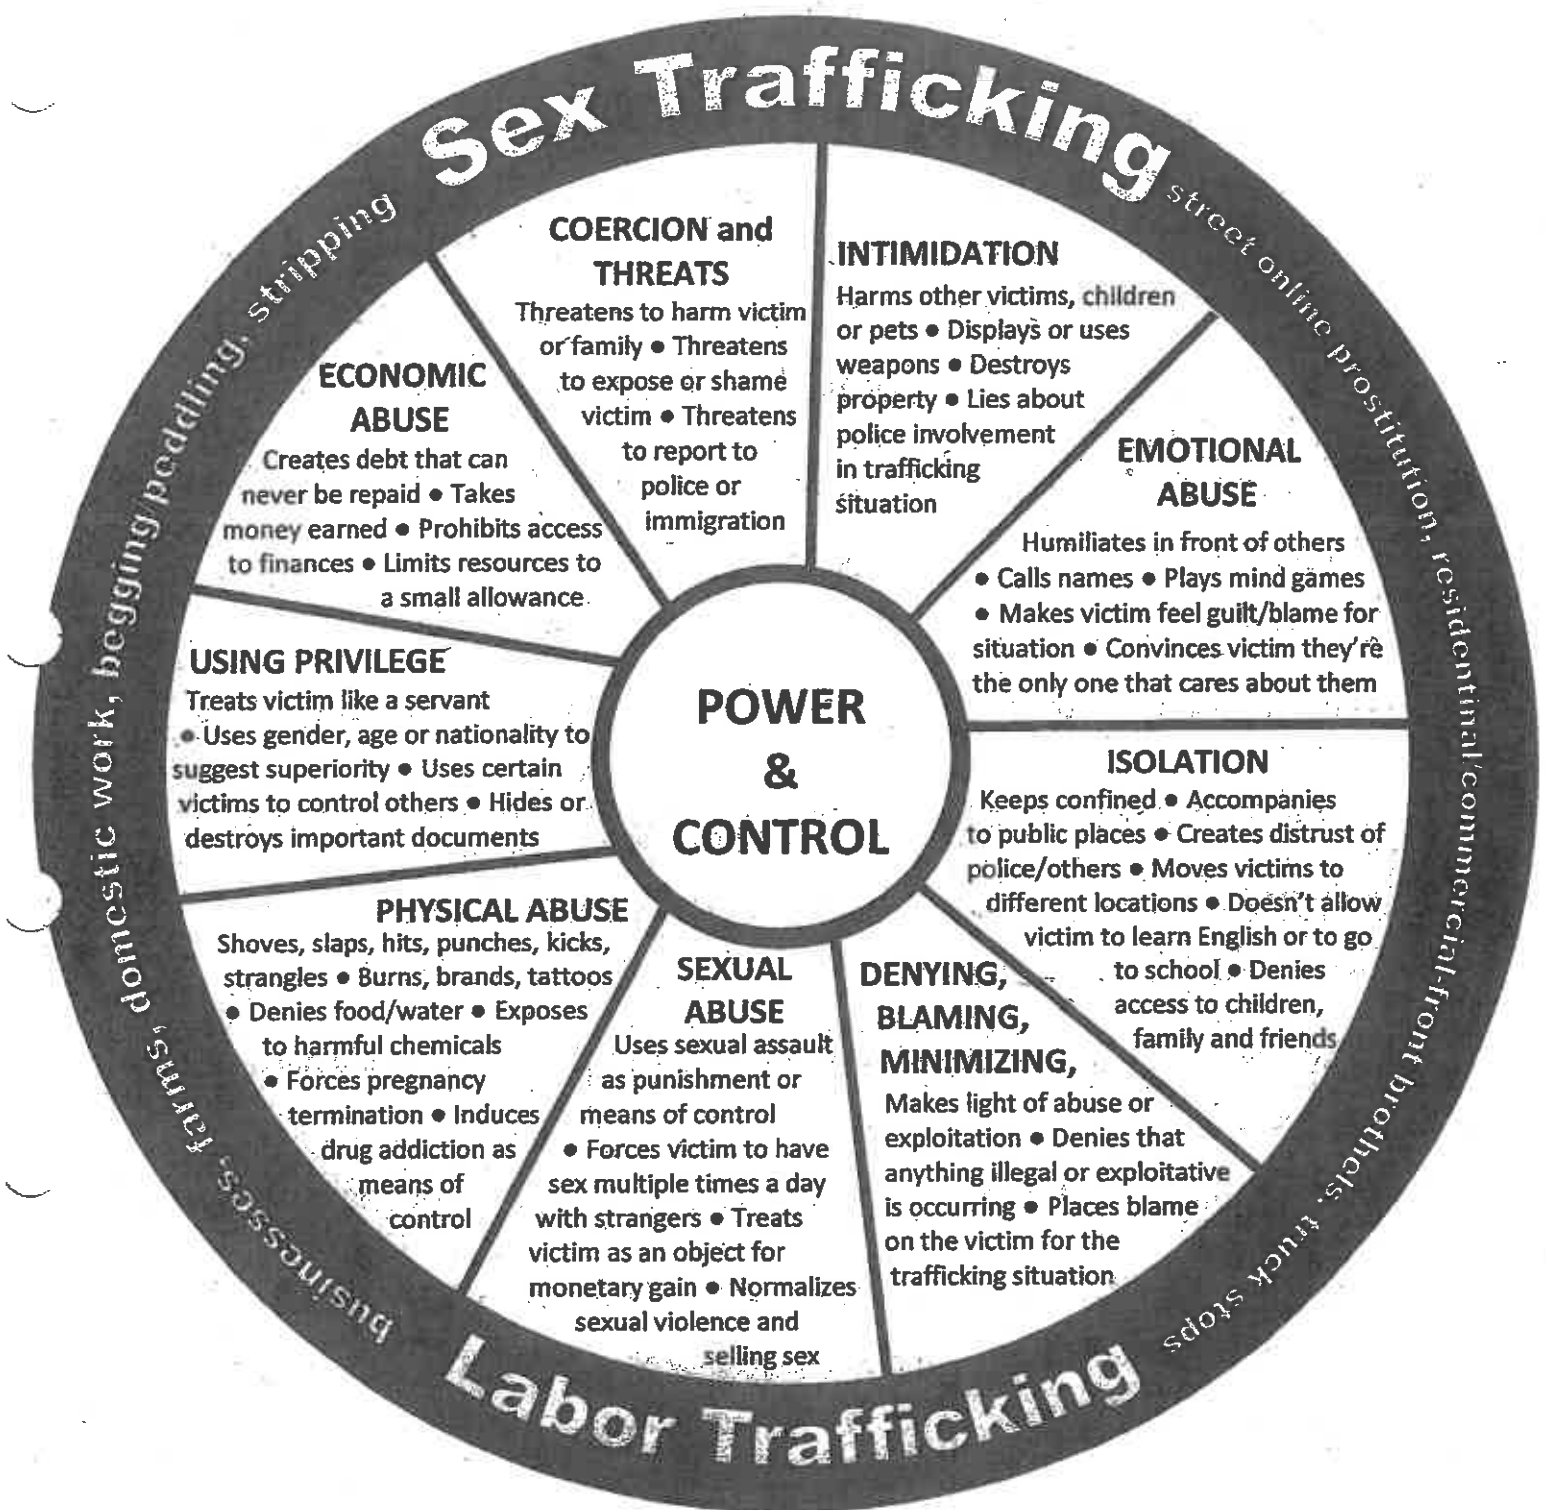 Sex Trafficking
street online prostitution, residentinal/commercial-front brothels, truck stops
Labor Trafficking
businesses, farms, domestic work, begging/peddling, stripping
COERCION and
THREATS
Threatens to harm victim
or family ● Threatens
to expose or shame
victim ● Threatens
to report to
police or
immigration
INTIMIDATION
Harms other victims, children
or pets ● Displays or uses
weapons ● Destroys
property ● Lies about
police involvement
in trafficking
situation
EMOTIONAL
ABUSE
Humiliates in front of others
● Calls names ● Plays mind games
● Makes victim feel guilt/blame for
situation ● Convinces victim they're
the only one that cares about them
ISOLATION
Keeps confined ● Accompanies
to public places ● Creates distrust of
police/others ● Moves victims to
different locations ● Doesn't allow
victim to learn English or to go
to school ● Denies
access to children,
family and friends
DENYING,
BLAMING,
MINIMIZING,
Makes light of abuse or
exploitation ● Denies that
anything illegal or exploitative
is occurring ● Places blame
on the victim for the
trafficking situation
SEXUAL
ABUSE
Uses sexual assault
as punishment or
means of control
● Forces victim to have
sex multiple times a day
with strangers ● Treats
victim as an object for
monetary gain ● Normalizes
sexual violence and
selling sex
PHYSICAL ABUSE
Shoves, slaps, hits, punches, kicks,
strangles ● Burns, brands, tattoos
● Denies food/water ● Exposes
to harmful chemicals
● Forces pregnancy
termination ● Induces
drug addiction as
means of
control
USING PRIVILEGE
Treats victim like a servant
● Uses gender, age or nationality to
suggest superiority ● Uses certain
victims to control others ● Hides or
destroys important documents
ECONOMIC
ABUSE
Creates debt that can
never be repaid ● Takes
money earned ● Prohibits access
to finances ● Limits resources to
a small allowance
POWER
&
CONTROL